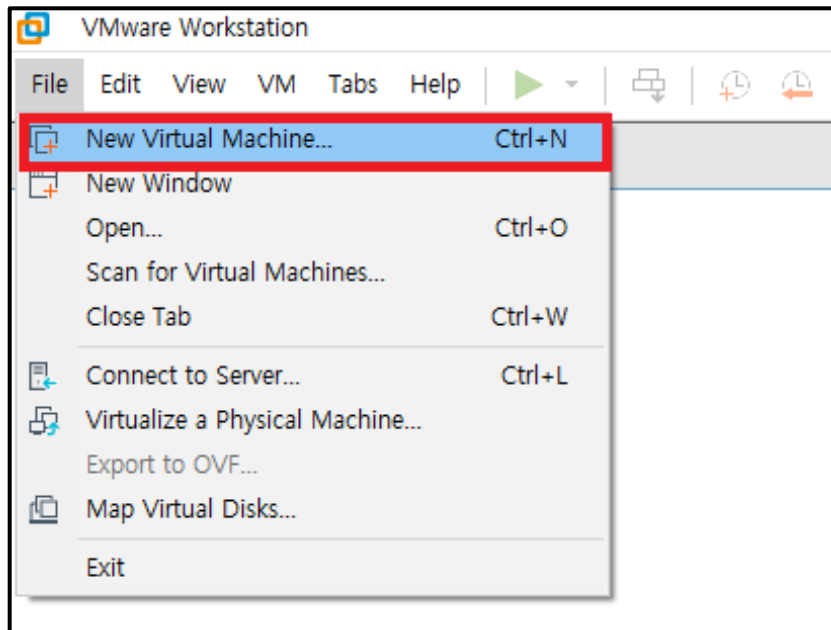 VMware Workstation
File Edit View VM Tabs Help
New Virtual Machine... Ctrl+N
New Window
Open... Ctrl+O
Scan for Virtual Machines...
Close Tab Ctrl+W
Connect to Server... Ctrl+L
Virtualize a Physical Machine...
Export to OVF...
Map Virtual Disks...
Exit